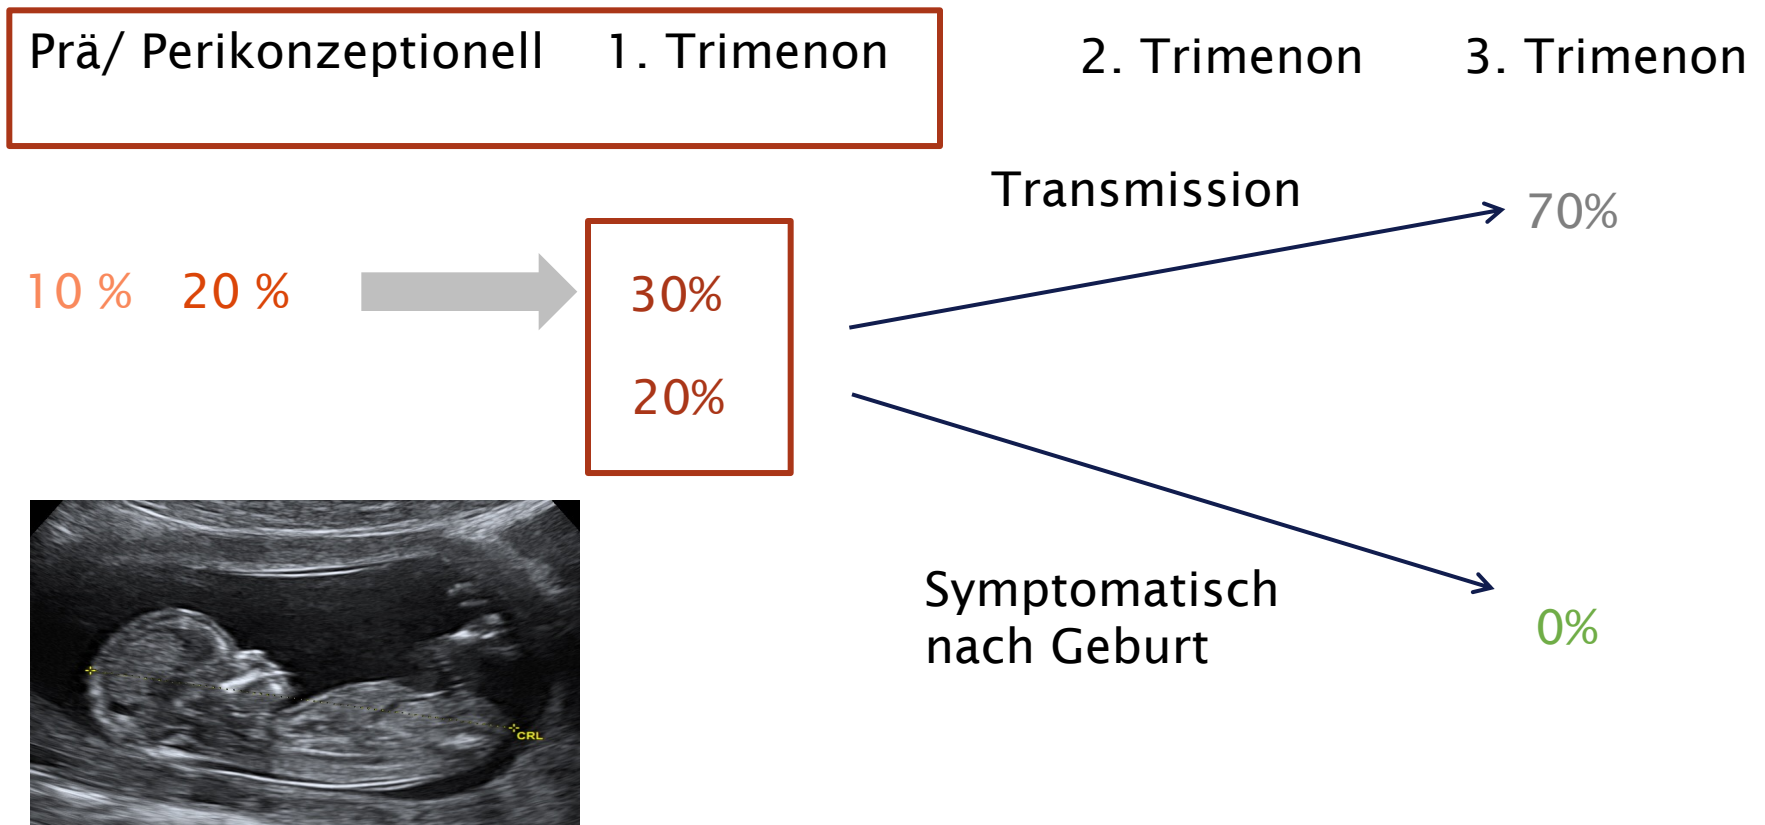 Prä/ Perikonzeptionell 1. Trimenon 2. Trimenon 3. Trimenon
Transmission 70%
10 % 20 % 30%
20%
Symptomatisch
nach Geburt
0%
CRL